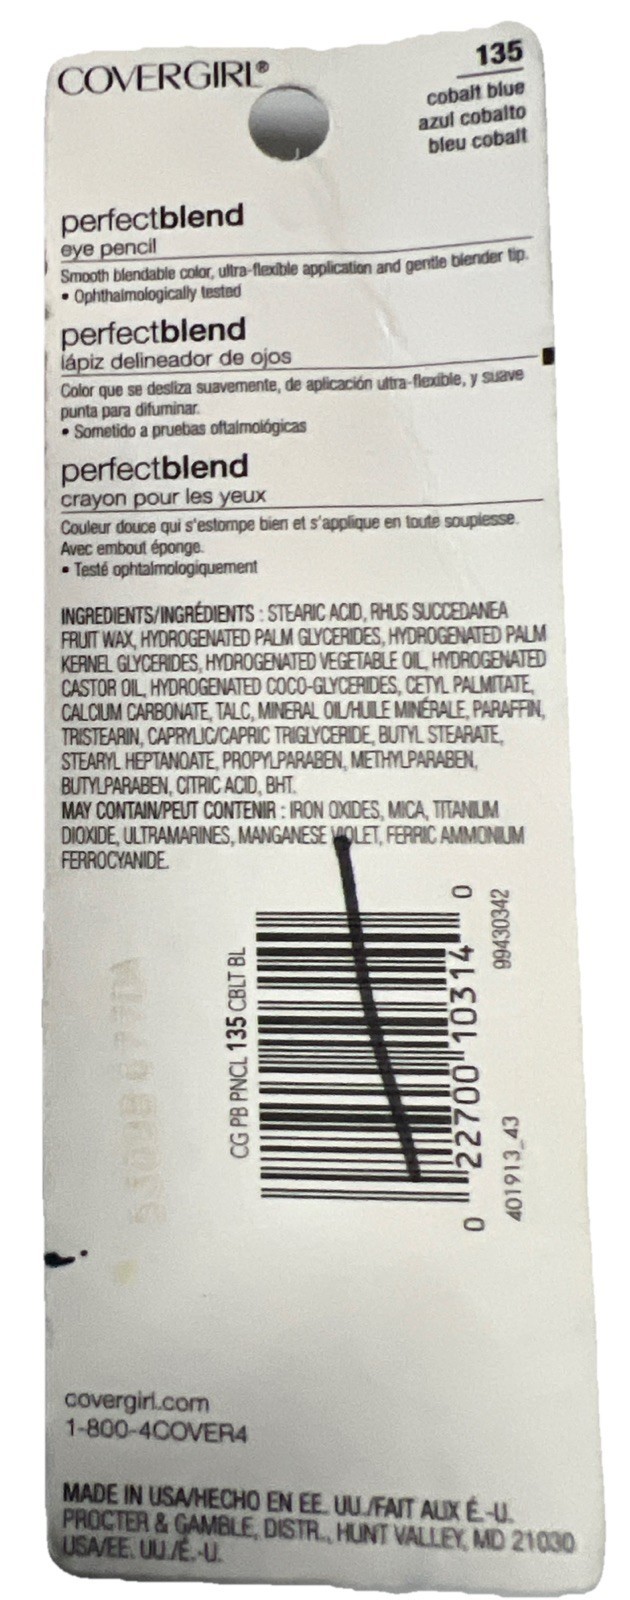 COVERGIRL®
135
cobalt blue
azul cobalto
bleu cobalt
perfectblend
eye pencil
Smooth blendable color, ultra-flexible application and gentle blender tip.
• Ophthalmologically tested
perfectblend
lápiz delineador de ojos
Color que se desliza suavemente, de aplicación ultra-flexible, y suave
punta para difuminar.
• Sometido a pruebas oftalmológicas
perfectblend
crayon pour les yeux
Couleur douce qui s'estompe bien et s'applique en toute souplesse.
Avec embout éponge.
• Testé ophtalmologiquement
INGREDIENTS/INGRÉDIENTS : STEARIC ACID, RHUS SUCCEDANEA
FRUIT WAX, HYDROGENATED PALM GLYCERIDES, HYDROGENATED PALM
KERNEL GLYCERIDES, HYDROGENATED VEGETABLE OIL, HYDROGENATED
CASTOR OIL, HYDROGENATED COCO-GLYCERIDES, CETYL PALMITATE,
CALCIUM CARBONATE, TALC, MINERAL OIL/HUILE MINÉRALE, PARAFFIN,
TRISTEARIN, CAPRYLIC/CAPRIC TRIGLYCERIDE, BUTYL STEARATE,
STEARYL HEPTANOATE, PROPYLPARABEN, METHYLPARABEN,
BUTYLPARABEN, CITRIC ACID, BHT.
MAY CONTAIN/PEUT CONTENIR : IRON OXIDES, MICA, TITANIUM
DIOXIDE, ULTRAMARINES, MANGANESE VIOLET, FERRIC AMMONIUM
FERROCYANIDE.
CG PB PNCL 135 CBLT BL
0 22700 10314 0
401913_43
99430342
covergirl.com
1-800-4COVER4
MADE IN USA/HECHO EN EE. UU./FAIT AUX É.-U.
PROCTER & GAMBLE, DISTR., HUNT VALLEY, MD 21030
USA/EE. UU./É.-U.